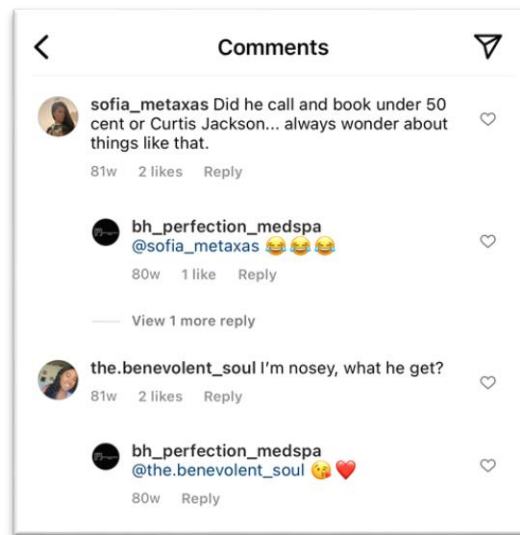 Comments
sofia_metaxas Did he call and book under 50
cent or Curtis Jackson... always wonder about
things like that.
81w 2 likes Reply
bh_perfection_medspa
@sofia_metaxas 😂😂😂
80w 1 like Reply
View 1 more reply
the.benevolent_soul I'm nosey, what he get?
81w 2 likes Reply
bh_perfection_medspa
@the.benevolent_soul 😘❤️
80w Reply